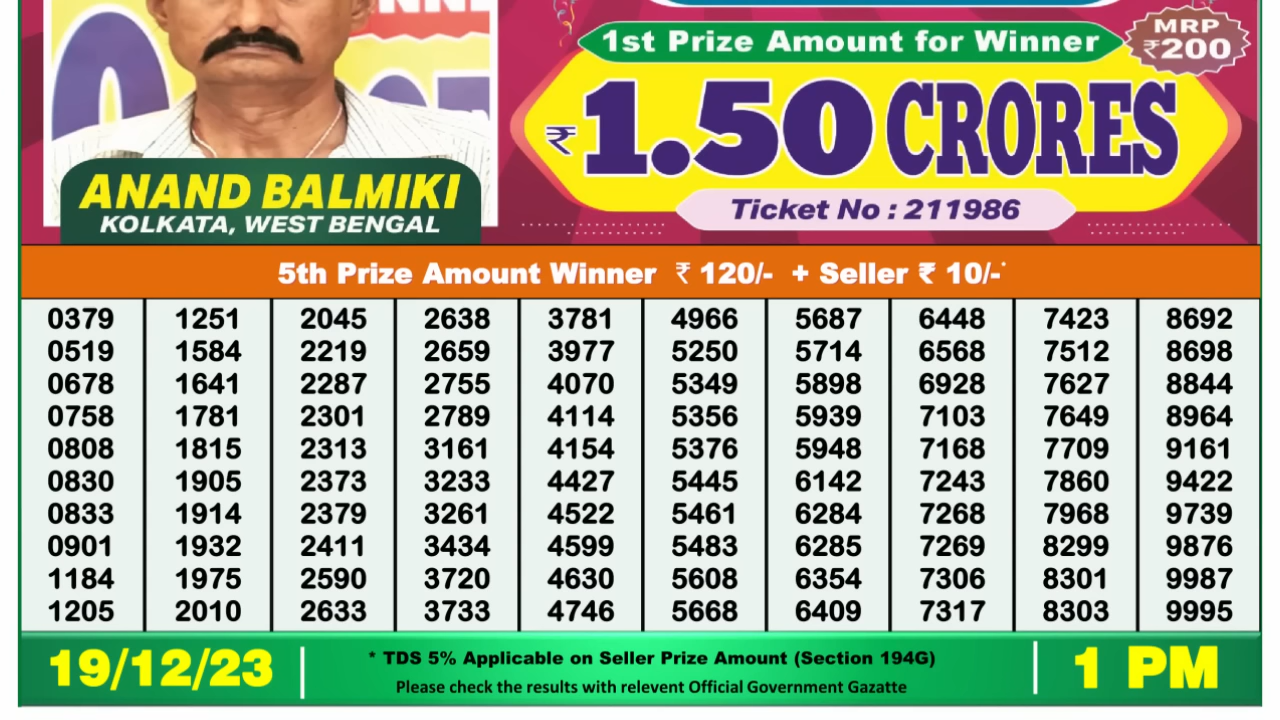 1st Prize Amount for Winner
MRP
₹200
₹1.50 CRORES
ANAND BALMIKI
KOLKATA, WEST BENGAL
Ticket No : 211986
5th Prize Amount Winner ₹ 120/- + Seller ₹ 10/-*
0379 1251 2045 2638 3781 4966 5687 6448 7423 8692
0519 1584 2219 2659 3977 5250 5714 6568 7512 8698
0678 1641 2287 2755 4070 5349 5898 6928 7627 8844
0758 1781 2301 2789 4114 5356 5939 7103 7649 8964
0808 1815 2313 3161 4154 5376 5948 7168 7709 9161
0830 1905 2373 3233 4427 5445 6142 7243 7860 9422
0833 1914 2379 3261 4522 5461 6284 7268 7968 9739
0901 1932 2411 3434 4599 5483 6285 7269 8299 9876
1184 1975 2590 3720 4630 5608 6354 7306 8301 9987
1205 2010 2633 3733 4746 5668 6409 7317 8303 9995
19/12/23
* TDS 5% Applicable on Seller Prize Amount (Section 194G)
Please check the results with relevent Official Government Gazatte
1 PM